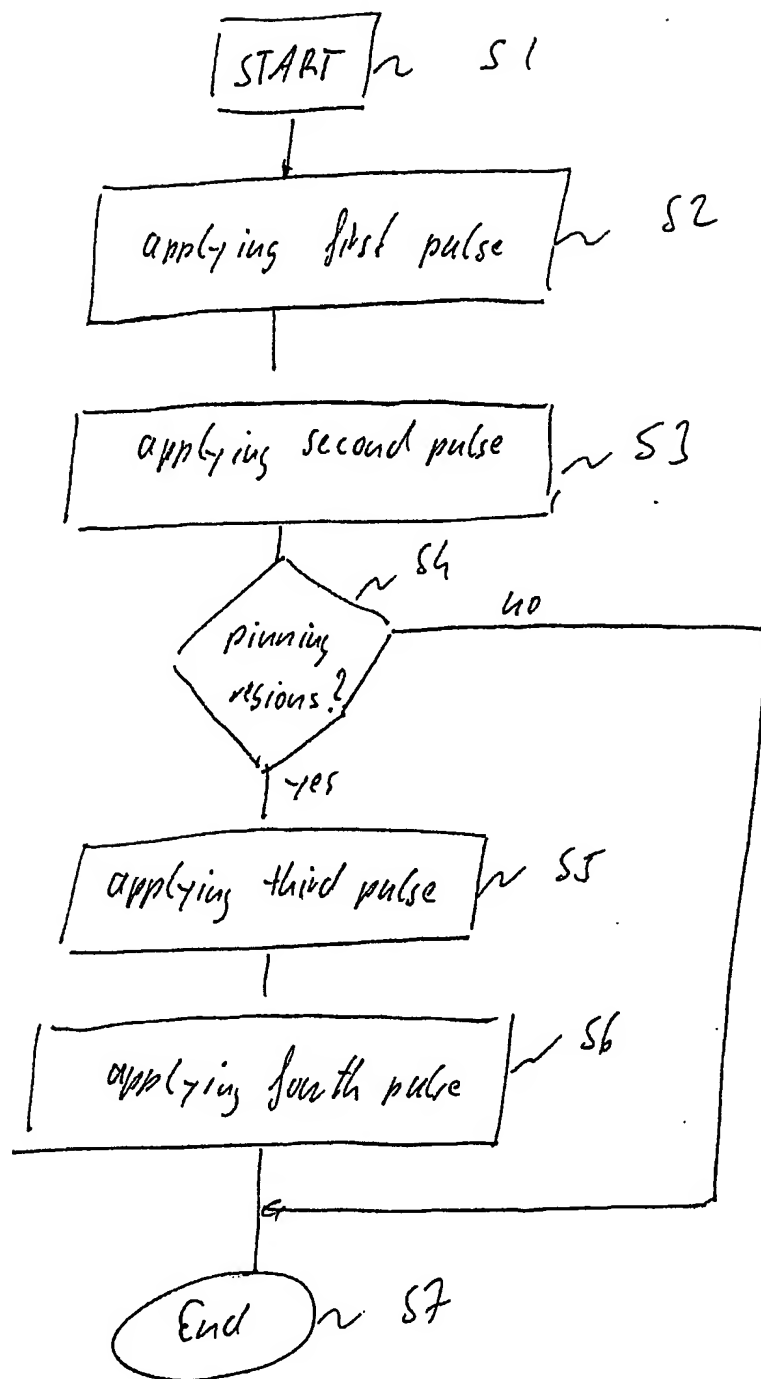 START S1
applying first pulse S2
applying second pulse S3
S4
no
pinning
regions?
yes
applying third pulse S5
S6
applying fourth pulse
End S7